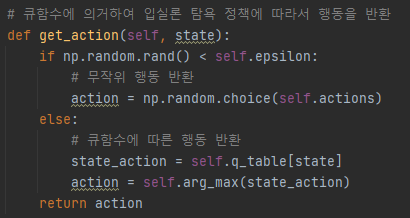 # 큐함수에 의거하여 입실론 탐욕 정책에 따라서 행동을 반환
def get_action(self, state):
    if np.random.rand() < self.epsilon:
        # 무작위 행동 반환
        action = np.random.choice(self.actions)
    else:
        # 큐함수에 따른 행동 반환
        state_action = self.q_table[state]
        action = self.arg_max(state_action)
    return action